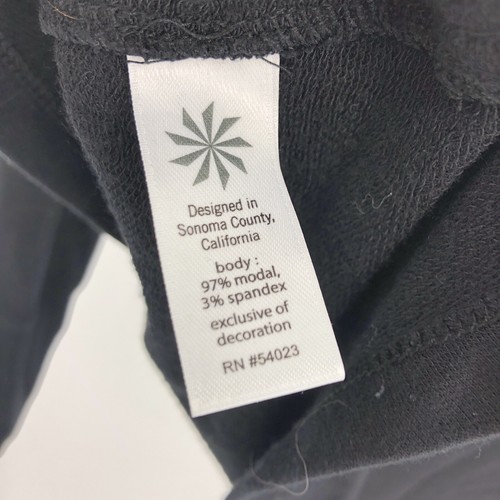 Designed in
Sonoma County,
California
body :
97% modal,
3% spandex
exclusive of
decoration
RN #54023